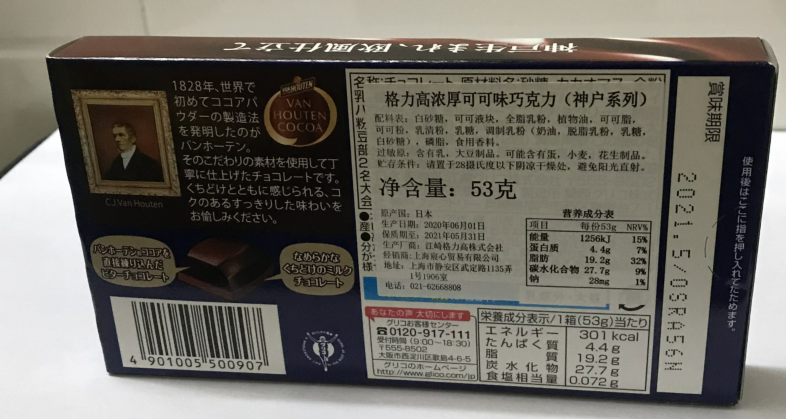 神戸生まれ、欧風仕立て
1828年、世界で
初めてココアパ
ウダーの製造法
を発明したのが
バンホーテン。
そのこだわりの素材を使用して丁
寧に仕上げたチョコレートです。
くちどけとともに感じられる、コ
クのあるすっきりした味わいを
お愉しみください。
VAN HOUTEN
VAN
HOUTEN
COCOA
C.J.Van Houten
バンホーテンココアを
直接練り込んだ
ビターチョコレート
なめらかな
くちどけのミルク
チョコレート
4 901005 500907
格力高浓厚可可味巧克力（神户系列）
配料表：白砂糖，可可液块，全脂乳粉，植物油，可可脂，
可可粉，乳清粉，乳糖，调制乳粉（奶油，脱脂乳粉，乳糖，
白砂糖），磷脂，食用香料。
过敏原：含有乳，大豆制品。可能含有蛋，小麦，花生制品。
贮存条件：请置于28摄氏度以下阴凉干燥处，避免阳光直射。
净含量：53克
原产国：日本
生产日期：2020年06月01日
保质期至：2021年05月31日
生产厂商：江崎格力高株式会社
经销商：上海宸心贸易有限公司
地址：上海市静安区武定路1135弄
1号1906室
电话：021-62668808
营养成分表
项目 每份53g NRV%
能量 1256kJ 15%
蛋白质 4.4g 7%
脂肪 19.2g 32%
碳水化合物 27.7g 9%
钠 28mg 1%
あなたの声 大切にします
グリコお客様センター
☎0120-917-111
受付時間(9:00～18:30)
〒555-8502
大阪市西淀川区歌島4-6-5
グリコのホームページ
http://www.glico.com/jp
栄養成分表示/1箱(53g)当たり
エネルギー 301kcal
たんぱく質 4.4g
脂質 19.2g
炭水化物 27.7g
食塩相当量 0.072g
賞味期限
2021.5/OSRA56N
使用後はここに指を押し入れてたためます。